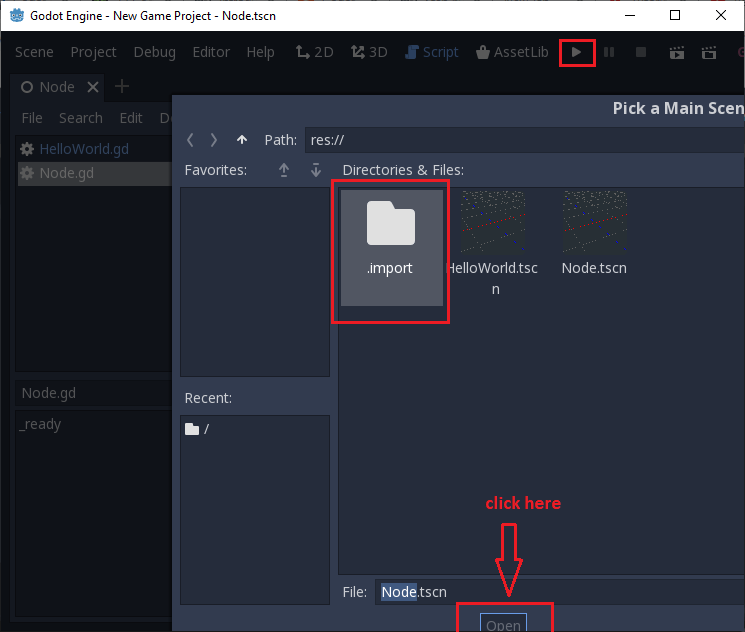 Godot Engine - New Game Project - Node.tscn
Scene Project Debug Editor Help 2D 3D Script AssetLib
Node
File Search Edit
Pick a Main Scen
Path: res://
HelloWorld.gd
Node.gd
Favorites: Directories & Files:
.import
HelloWorld.tsc
n
Node.tscn
Node.gd
_ready
Recent:
/
click here
File: Node.tscn
Open